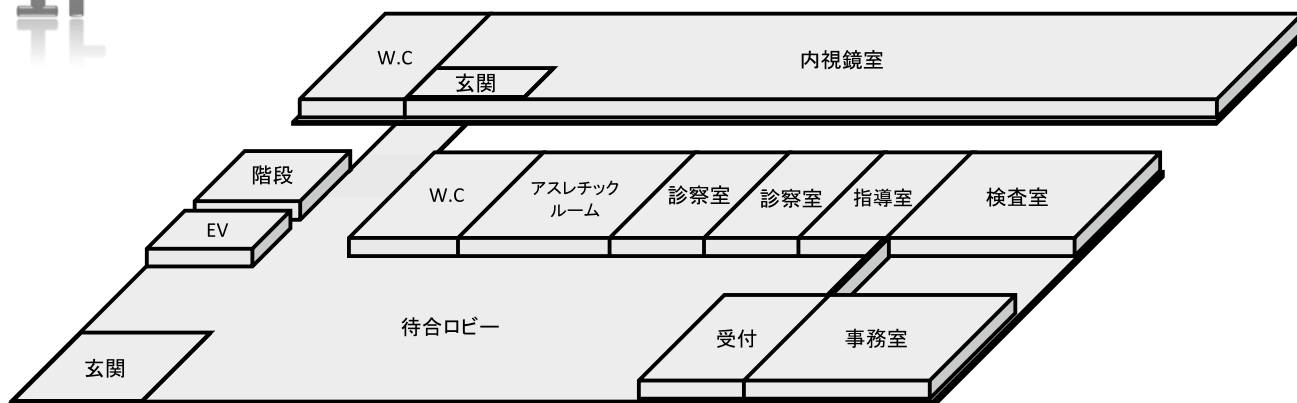 W.C
内視鏡室
玄関
階段
W.C
アスレチック
ルーム
診察室
診察室
指導室
検査室
EV
待合ロビー
受付
事務室
玄関